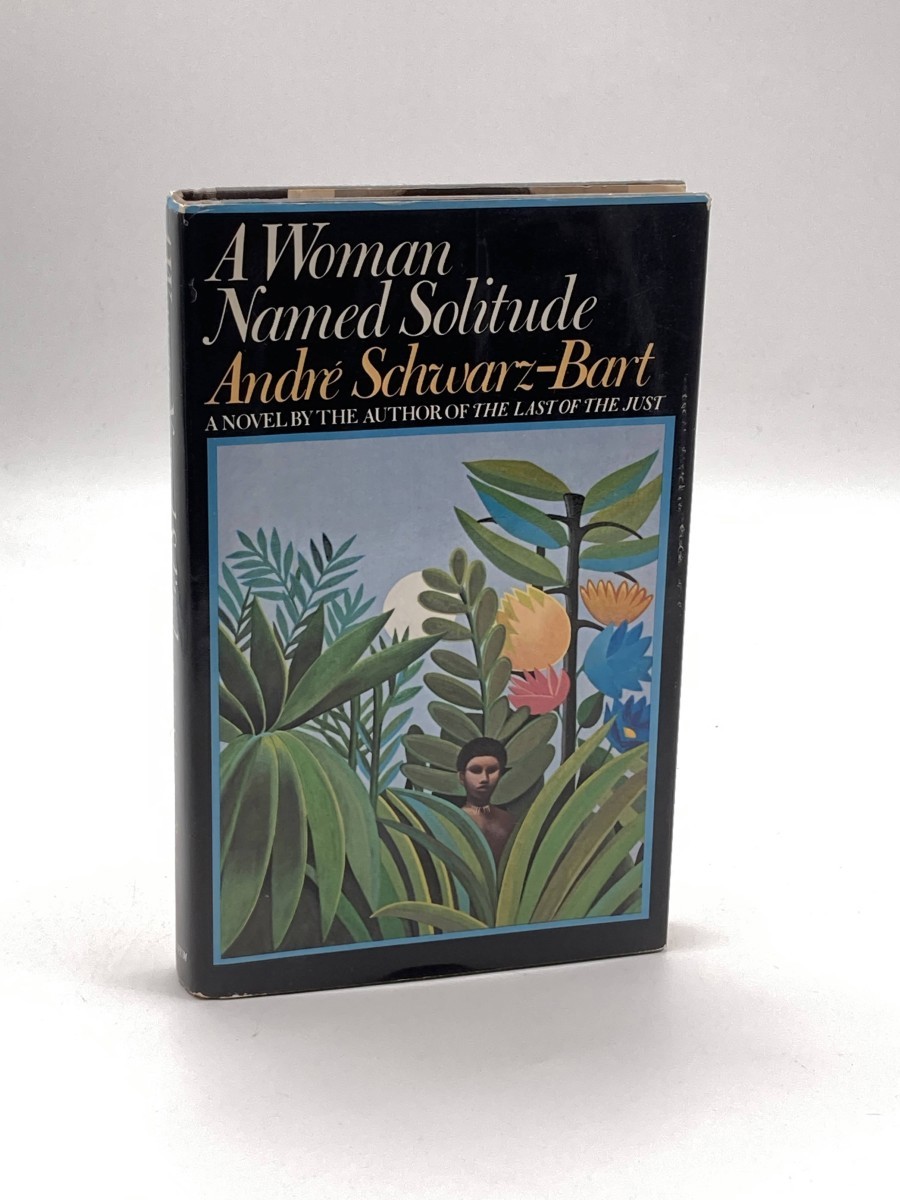 A Woman
Named Solitude
André Schwarz-Bart
A NOVEL BY THE AUTHOR OF THE LAST OF THE JUST